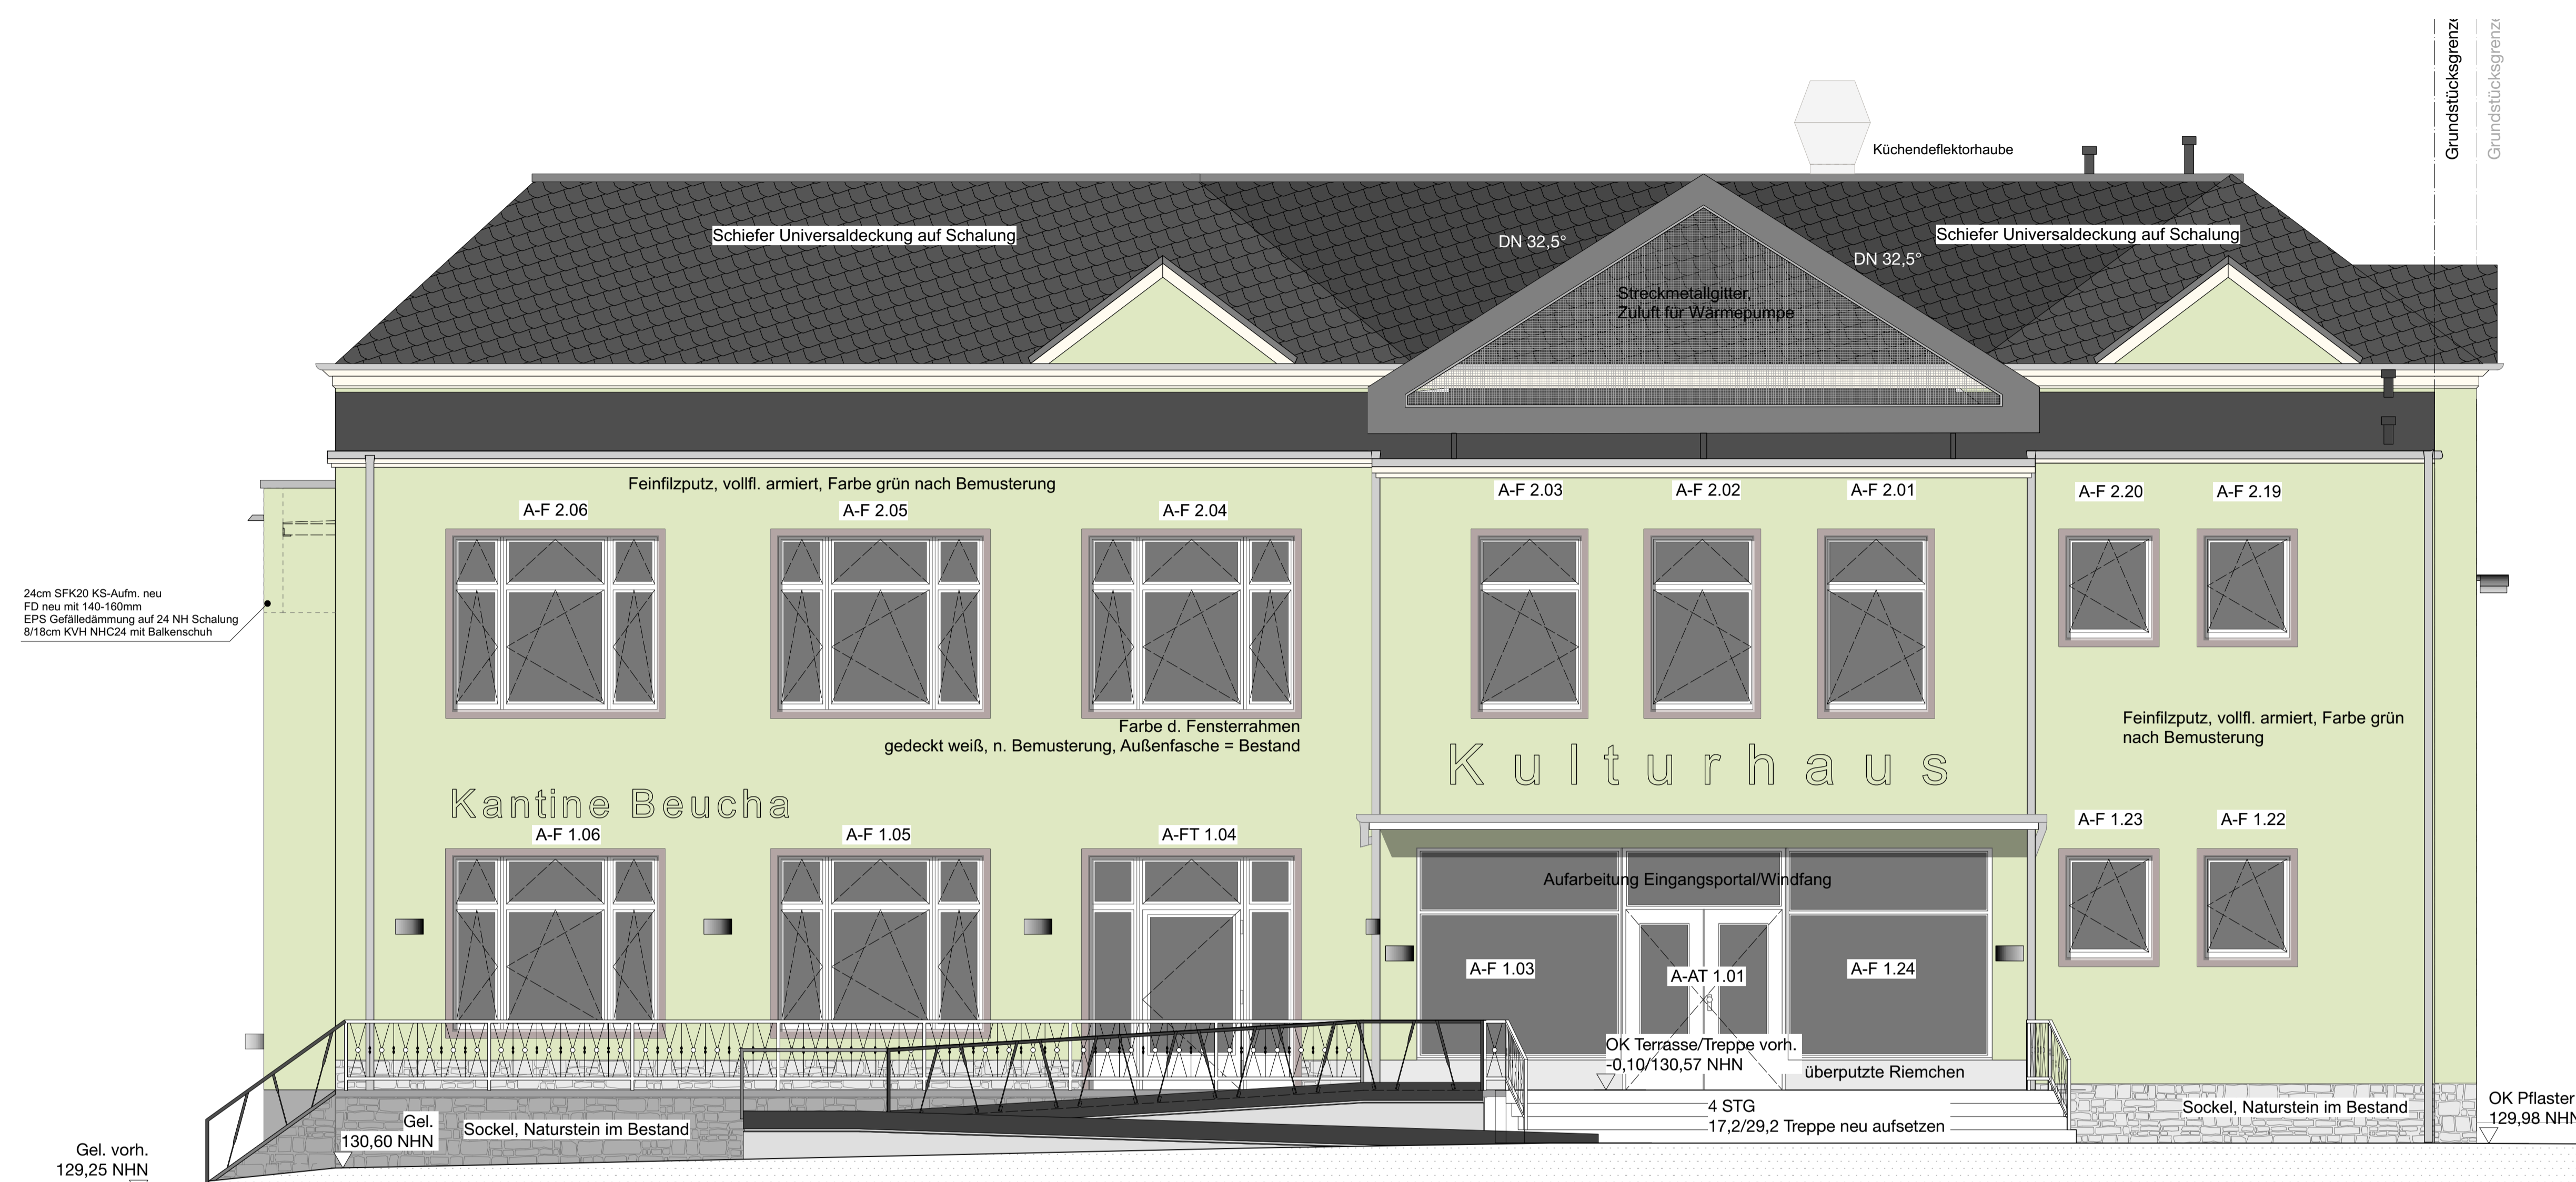 Grundstücksgrenze
Grundstücksgrenze
Küchendeflektorhaube
Schiefer Universaldeckung auf Schalung
DN 32,5°
DN 32,5°
Schiefer Universaldeckung auf Schalung
Streckmetallgitter,
Zuluft für Wärmepumpe
Feinfilzputz, vollfl. armiert, Farbe grün nach Bemusterung
A-F 2.06
A-F 2.05
A-F 2.04
A-F 2.03
A-F 2.02
A-F 2.01
A-F 2.20
A-F 2.19
24cm SFK20 KS-Aufm. neu
FD neu mit 140-160mm
EPS Gefälledämmung auf 24 NH Schalung
8/18cm KVH NHC24 mit Balkenschuh
Farbe d. Fensterrahmen
gedeckt weiß, n. Bemusterung, Außenfasche = Bestand
Feinfilzputz, vollfl. armiert, Farbe grün
nach Bemusterung
Kulturhaus
Kantine Beucha
A-F 1.06
A-F 1.05
A-FT 1.04
A-F 1.23
A-F 1.22
Aufarbeitung Eingangsportal/Windfang
A-F 1.03
A-AT 1.01
A-F 1.24
OK Terrasse/Treppe vorh.
-0,10/130,57 NHN
überputzte Riemchen
4 STG
17,2/29,2 Treppe neu aufsetzen
Sockel, Naturstein im Bestand
OK Pflaster
129,98 NHN
Gel.
130,60 NHN
Sockel, Naturstein im Bestand
Gel. vorh.
129,25 NHN